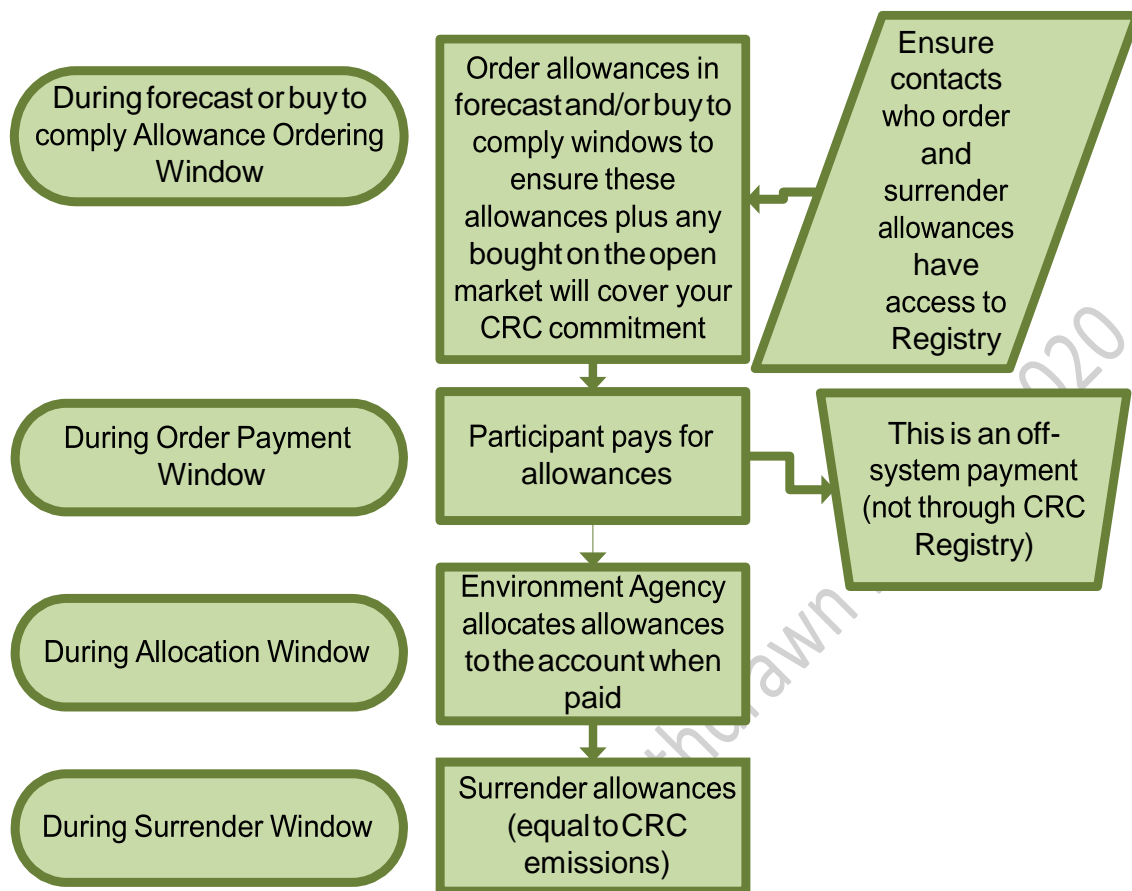 During forecast or buy to
comply Allowance Ordering
Window
Order allowances in
forecast and/or buy to
comply windows to
ensure these
allowances plus any
bought on the open
market will cover your
CRC commitment
Ensure
contacts
who order
and
surrender
allowances
have
access to
Registry
During Order Payment
Window
Participant pays for
allowances
This is an off-
system payment
(not through CRC
Registry)
During Allocation Window
Environment Agency
allocates allowances
to the account when
paid
During Surrender Window
Surrender allowances
(equal to CRC
emissions)